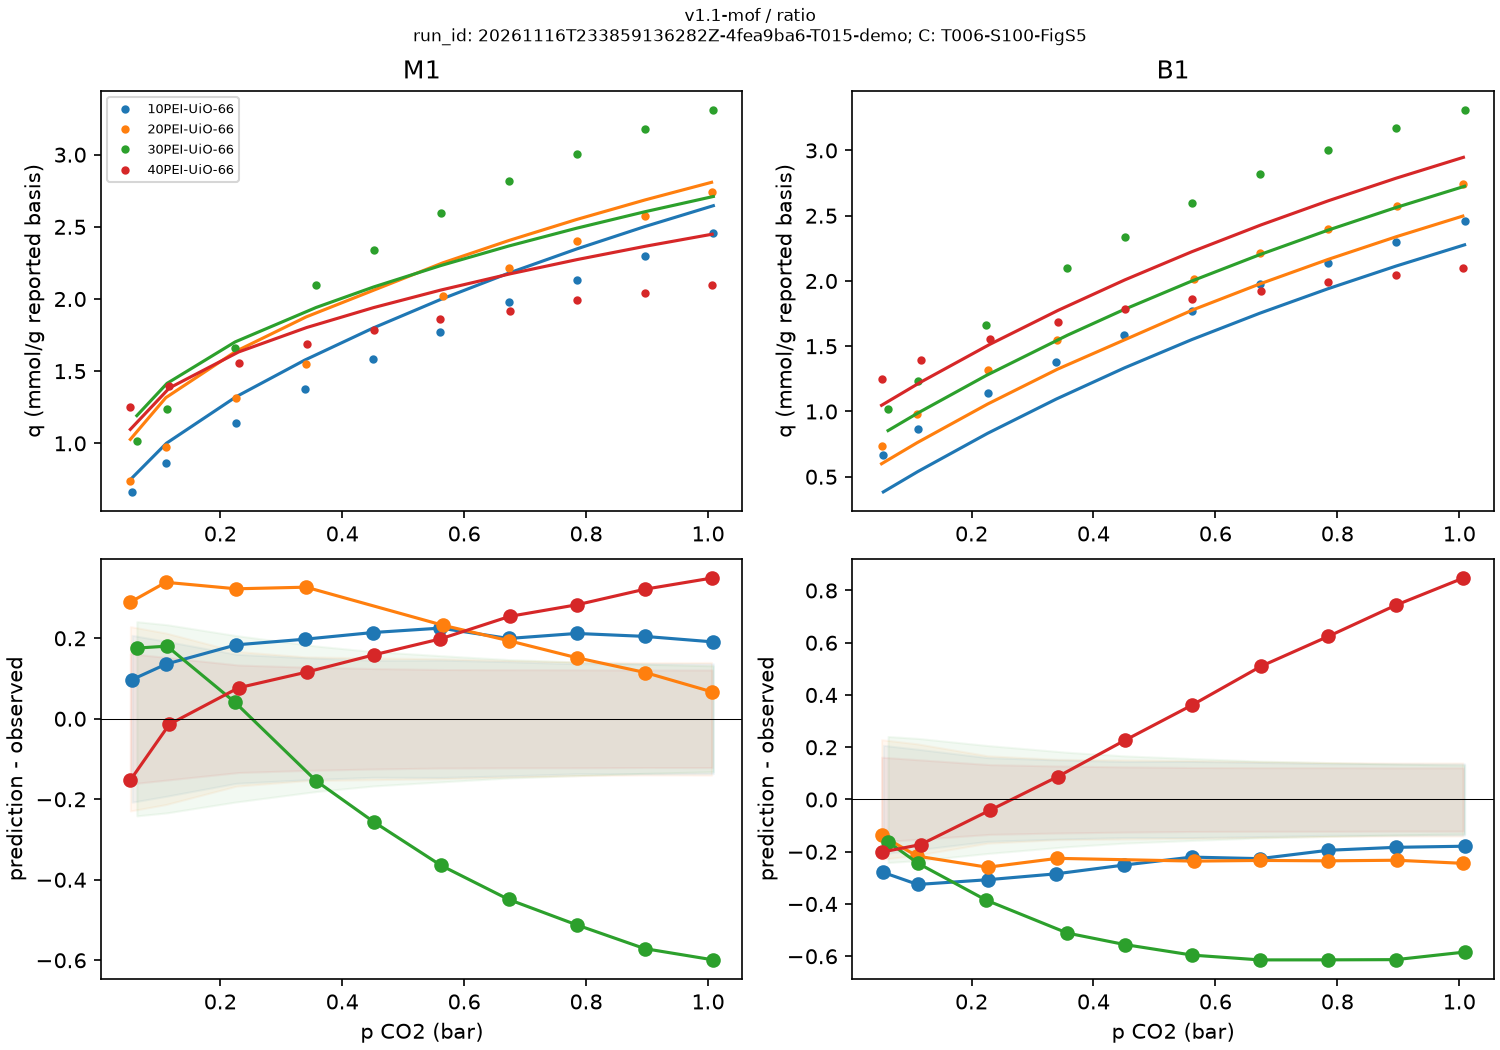 v1.1-mof / ratio
run_id: 20261116T233859136282Z-4fea9ba6-T015-demo; C: T006-S100-FigS5
M1
10PEI-UiO-66
20PEI-UiO-66
30PEI-UiO-66
40PEI-UiO-66
q (mmol/g reported basis)
3.0
2.5
2.0
1.5
1.0
0.2 0.4 0.6 0.8 1.0
B1
q (mmol/g reported basis)
3.0
2.5
2.0
1.5
1.0
0.5
0.2 0.4 0.6 0.8 1.0
prediction - observed
0.2
0.0
−0.2
−0.4
−0.6
0.2 0.4 0.6 0.8 1.0
p CO2 (bar)
prediction - observed
0.8
0.6
0.4
0.2
0.0
−0.2
−0.4
−0.6
0.2 0.4 0.6 0.8 1.0
p CO2 (bar)